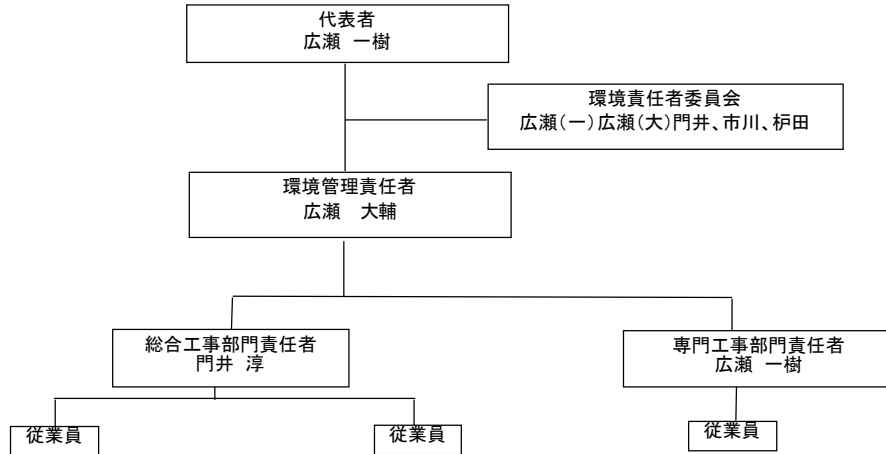 代表者
広瀬 一樹
環境責任者委員会
広瀬(一)広瀬(大)門井、市川、枦田
環境管理責任者
広瀬 大輔
総合工事部門責任者
門井 淳
専門工事部門責任者
広瀬 一樹
従業員
従業員
従業員